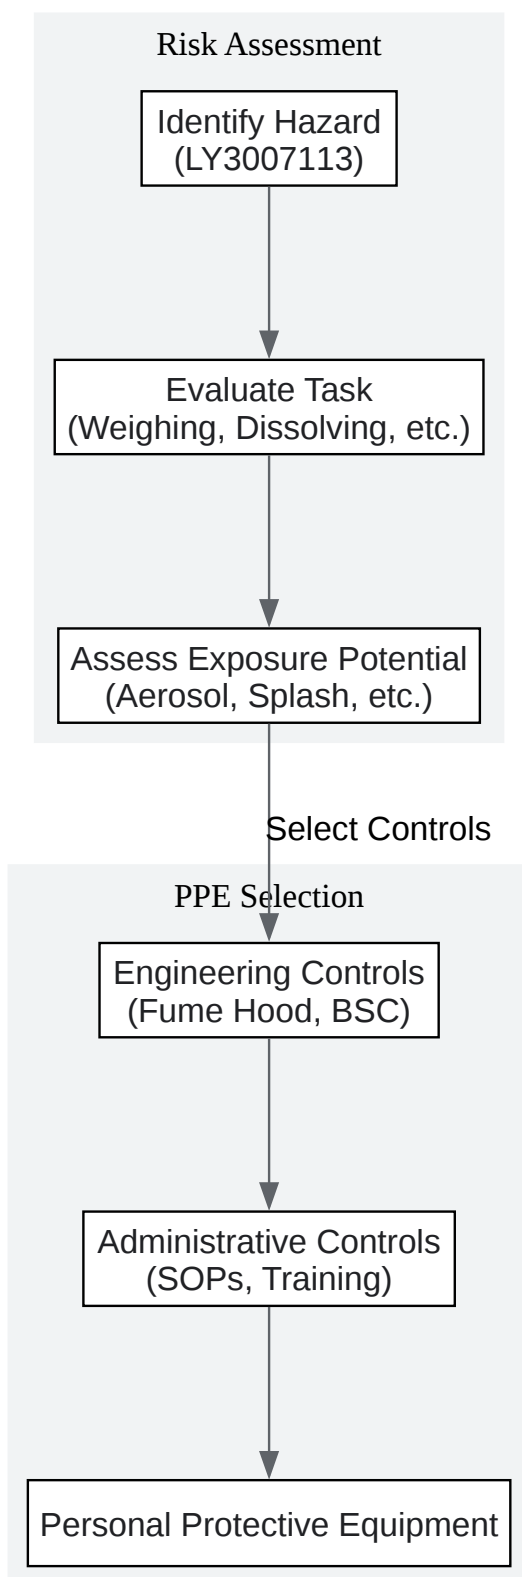 Risk Assessment
Identify Hazard
(LY3007113)
Evaluate Task
(Weighing, Dissolving, etc.)
Assess Exposure Potential
(Aerosol, Splash, etc.)
Select Controls
PPE Selection
Engineering Controls
(Fume Hood, BSC)
Administrative Controls
(SOPs, Training)
Personal Protective Equipment